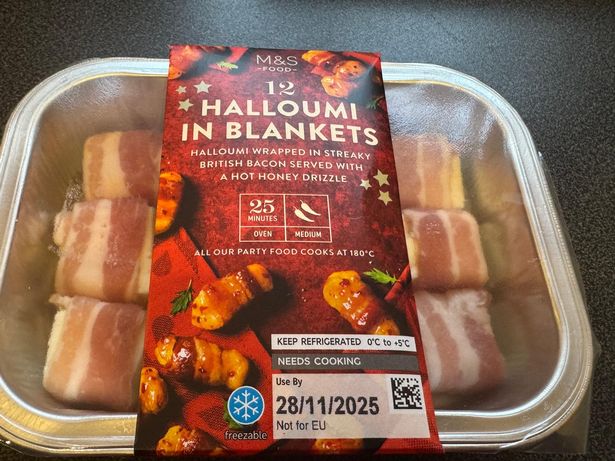 M&S
FOOD
12
HALLOUMI
IN BLANKETS
HALLOUMI WRAPPED IN STREAKY
BRITISH BACON SERVED WITH
A HOT HONEY DRIZZLE
25
MINUTES
OVEN
MEDIUM
ALL OUR PARTY FOOD COOKS AT 180°C
KEEP REFRIGERATED 0°C to +5°C
NEEDS COOKING
Use By
28/11/2025
Not for EU
freezable